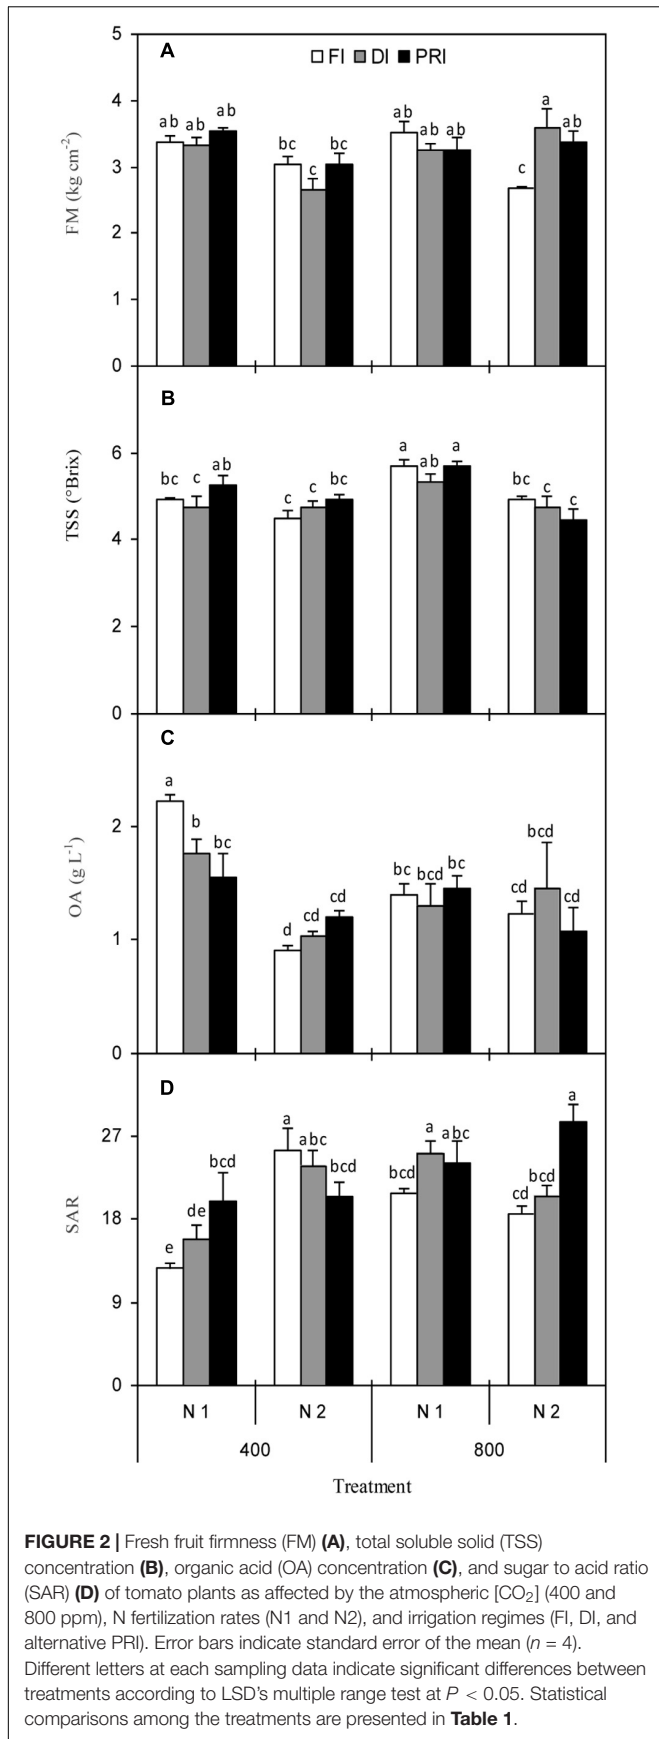 5
A
FI DI PRI
ab ab ab
bc c bc
ab ab ab
c a ab
4
3
2
1
0
FM (kg cm⁻²)
B
6
4
2
0
TSS (°Brix)
bc c ab
c c bc
a ab a
bc c c
C
2
1
0
OA (g L⁻¹)
a b bc
d cd cd
bc bcd bc
cd bcd cd
D
27
18
9
0
SAR
e de bcd
a abc bcd
bcd a abc
cd bcd a
N 1 N 2 N 1 N 2
400 800
Treatment
FIGURE 2 | Fresh fruit firmness (FM) (A), total soluble solid (TSS)
concentration (B), organic acid (OA) concentration (C), and sugar to acid ratio
(SAR) (D) of tomato plants as affected by the atmospheric [CO₂] (400 and
800 ppm), N fertilization rates (N1 and N2), and irrigation regimes (FI, DI, and
alternative PRI). Error bars indicate standard error of the mean (n = 4).
Different letters at each sampling data indicate significant differences between
treatments according to LSD's multiple range test at P < 0.05. Statistical
comparisons among the treatments are presented in Table 1.